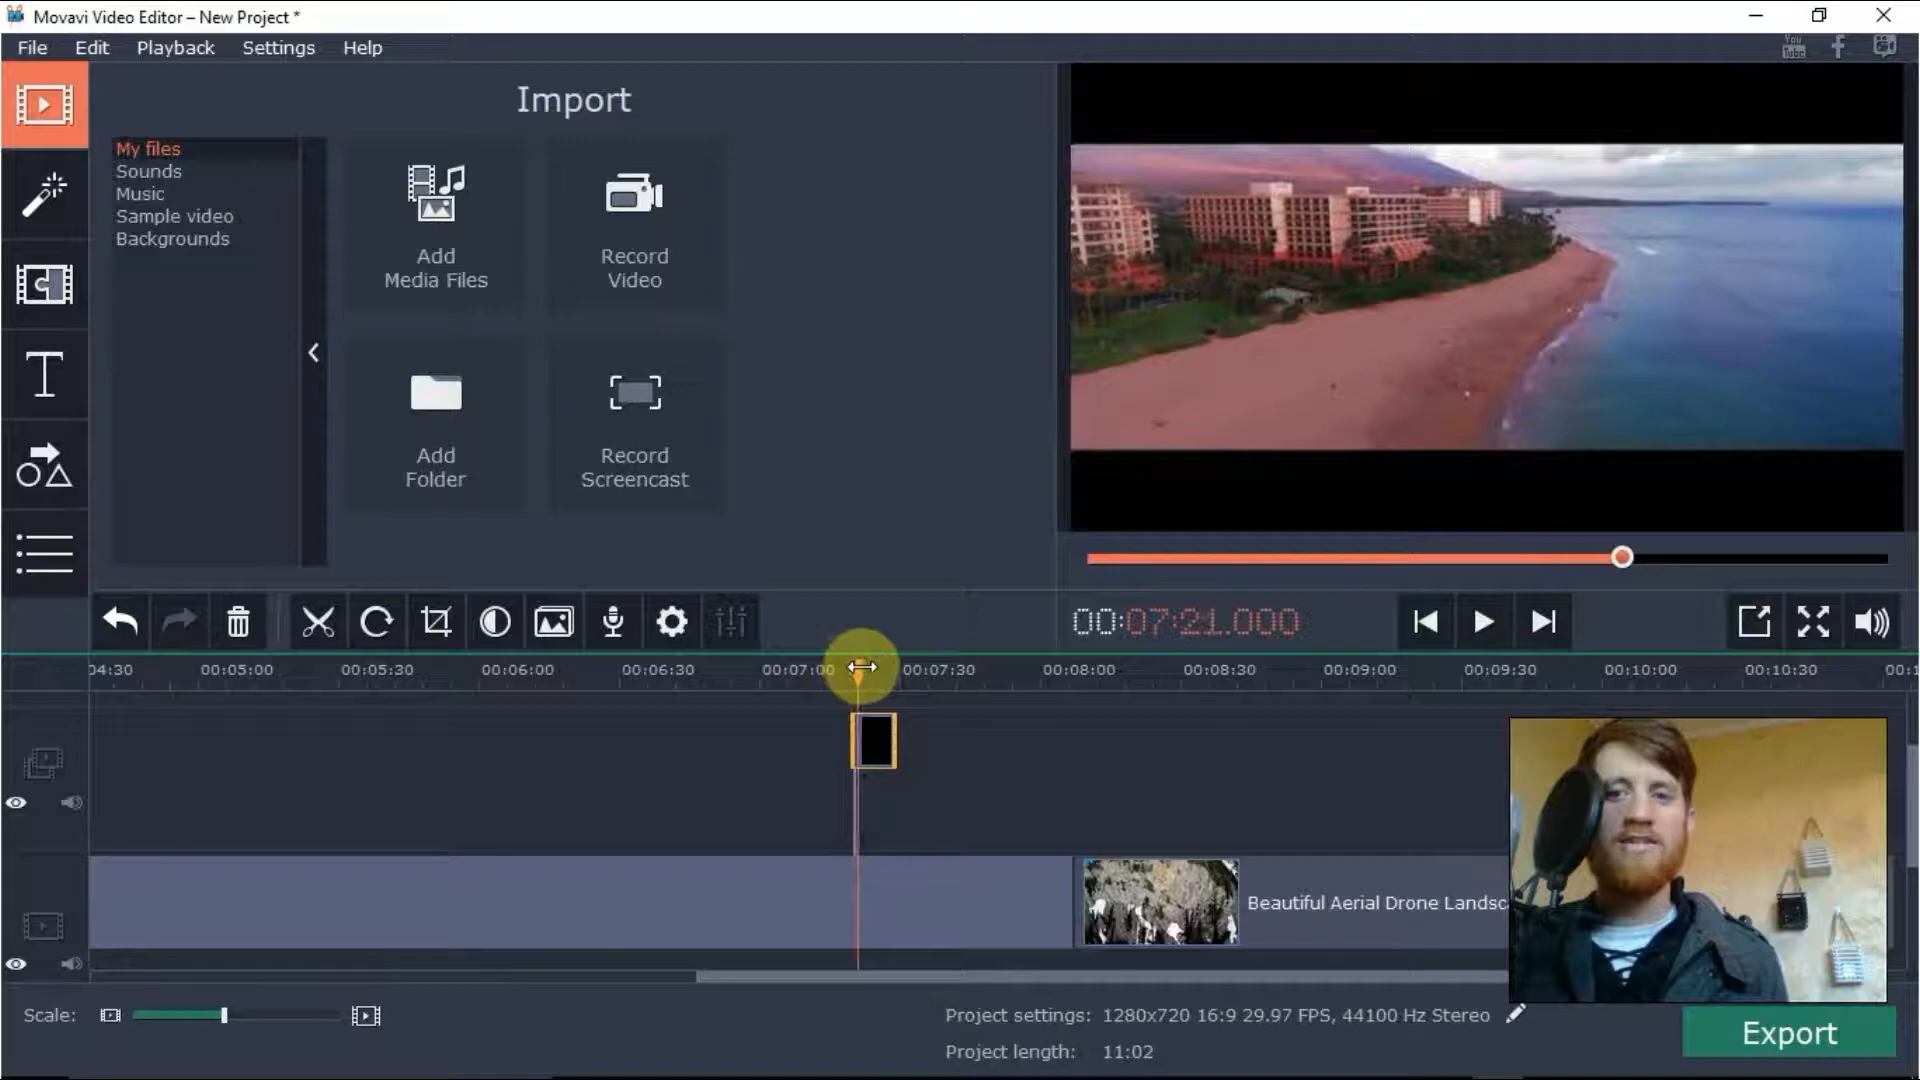 Movavi Video Editor – New Project *
File Edit Playback Settings Help
You Tube
Import
My files
Sounds
Music
Sample video
Backgrounds
Add
Media Files
Record
Video
Add
Folder
Record
Screencast
00:07:21.000
04:30 00:05:00 00:05:30 00:06:00 00:06:30 00:07:00 00:07:30 00:08:00 00:08:30 00:09:00 00:09:30 00:10:00 00:10:30 00:1
Beautiful Aerial Drone Landsc
Scale:
Project settings: 1280x720 16:9 29.97 FPS, 44100 Hz Stereo
Project length: 11:02
Export